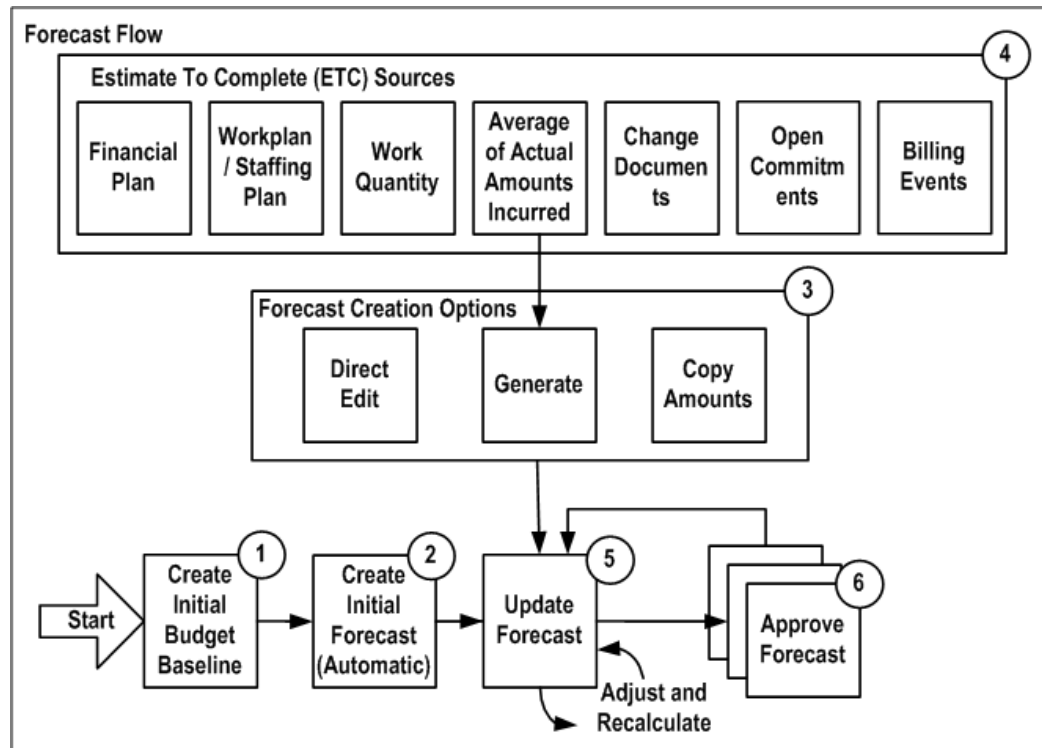 Forecast Flow
4
Estimate To Complete (ETC) Sources
Financial
Plan
Workplan
/ Staffing
Plan
Work
Quantity
Average
of Actual
Amounts
Incurred
Change
Documen
ts
Open
Commitm
ents
Billing
Events
3
Forecast Creation Options
Direct
Edit
Generate
Copy
Amounts
Start
1
Create
Initial
Budget
Baseline
2
Create
Initial
Forecast
(Automatic)
5
Update
Forecast
6
Approve
Forecast
Adjust and
Recalculate